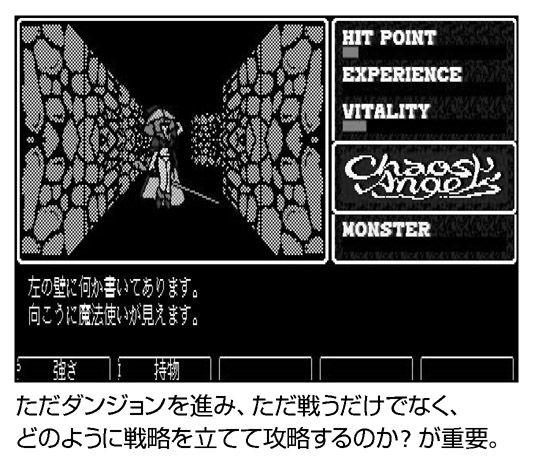 HIT POINT
EXPERIENCE
VITALITY
Chaos Angels
MONSTER
左の壁に何か書いてあります。
向こうに魔法使いが見えます。
強さ
持物
ただダンジョンを進み、ただ戦うだけでなく、
どのように戦略を立てて攻略するのか？が重要。